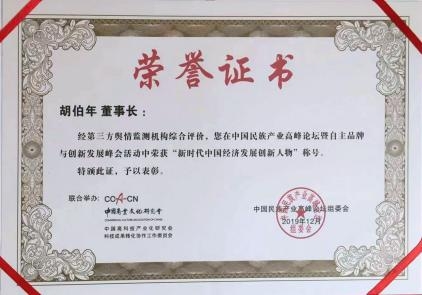 荣誉证书
胡伯年 董事长：
经第三方舆情监测机构综合评价，您在中国民族产业高峰论坛暨自主品牌
与创新发展峰会活动中荣获“新时代中国经济发展创新人物”称号。
特颁此证，予以表彰。
联合举办：COA-CN
中国商业文化研究会
中国高科技产业化研究会
科技成果转化协作工作委员会
中国民族产业高峰论坛组委会
2019年12月
组委会